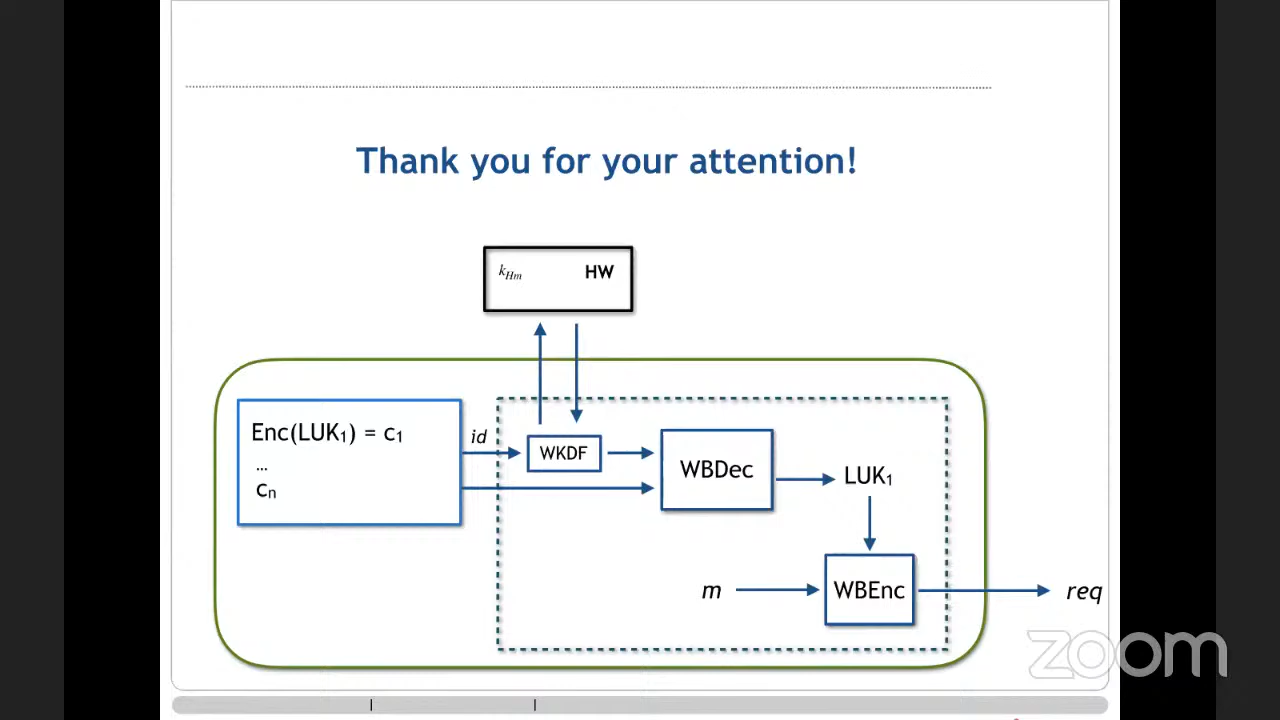 Thank you for your attention!
k_Hm HW
Enc(LUK₁) = c₁
...
cₙ
id
WKDF
WBDec
LUK₁
m
WBEnc
req
zoom